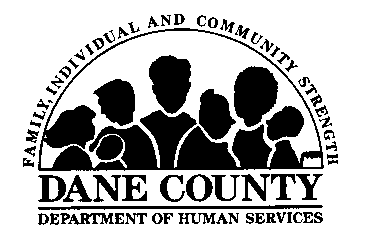 FAMILY, INDIVIDUAL AND COMMUNITY STRENGTH
DANE COUNTY
DEPARTMENT OF HUMAN SERVICES